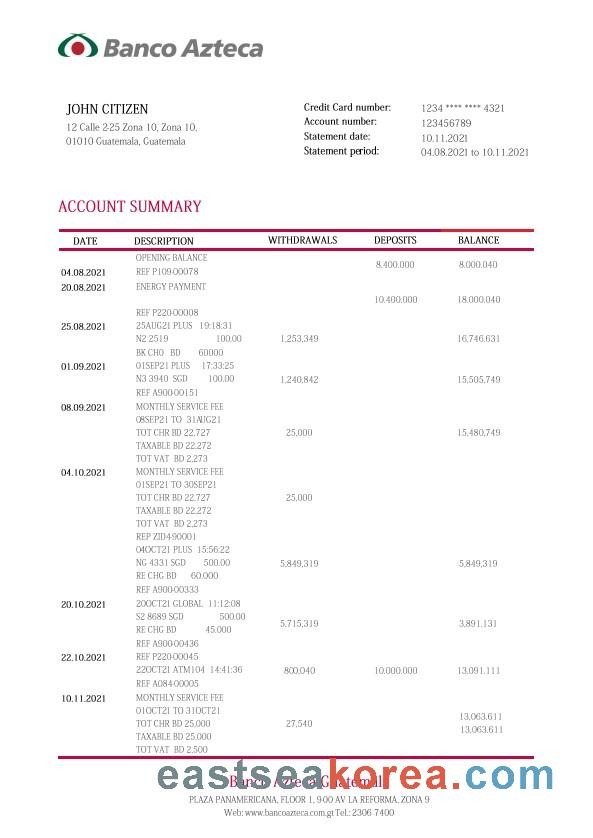 Banco Azteca
JOHN CITIZEN
12 Calle 2-25 Zona 10, Zona 10,
01010 Guatemala, Guatemala
Credit Card number: 1234 **** **** 4321
Account number: 123456789
Statement date: 10.11.2021
Statement period: 04.08.2021 to 10.11.2021
ACCOUNT SUMMARY
DATE DESCRIPTION WITHDRAWALS DEPOSITS BALANCE
OPENING BALANCE
8.400.000 8.000.040
04.08.2021 REF P109-00078
20.08.2021 ENERGY PAYMENT
10.400.000 18.000.040
REF P220-00008
25.08.2021 25AUG21 PLUS 19:18:31
N2 2519 100.00 1,253,349 16,746.631
BK CHO BD 60000
01.09.2021 01SEP21 PLUS 17:33:25
N3 3940 SGD 100.00 1,240,842 15,505,749
REF A900-00151
08.09.2021 MONTHLY SERVICE FEE
08SEP21 TO 31AUG21
TOT CHR BD 22,727 25,000 15,480,749
TAXABLE BD 22,272
TOT VAT BD 2,273
04.10.2021 MONTHLY SERVICE FEE
01SEP21 TO 30SEP21
TOT CHR BD 22,727 25,000
TAXABLE BD 22,272
TOT VAT BD 2,273
REP ZID4-90001
04OCT21 PLUS 15:56:22
NG 4331 SGD 500.00 5,849,319 5,849,319
RE CHG BD 60.000
REF A900-00333
20.10.2021 20OCT21 GLOBAL 11:12:08
S2 8689 SGD 500.00 5,715,319 3,891.131
RE CHG BD 45.000
REF A900-00436
22.10.2021 REF P220-00045
22OCT21 ATM104 14:41:36 800,040 10.000.000 13,091.111
REF A084-00005
10.11.2021 MONTHLY SERVICE FEE
01OCT21 TO 31OCT21
TOT CHR BD 25,000 27,540 13,063.611
TAXABLE BD 25,000 13,063.611
TOT VAT BD 2,500
eastseakorea.com
Banco Azteca Guatemala
PLAZA PANAMERICANA, FLOOR 1, 9-00 AV LA REFORMA, ZONA 9
Web: www.bancoazteca.com.gt Tel.: 2306 7400